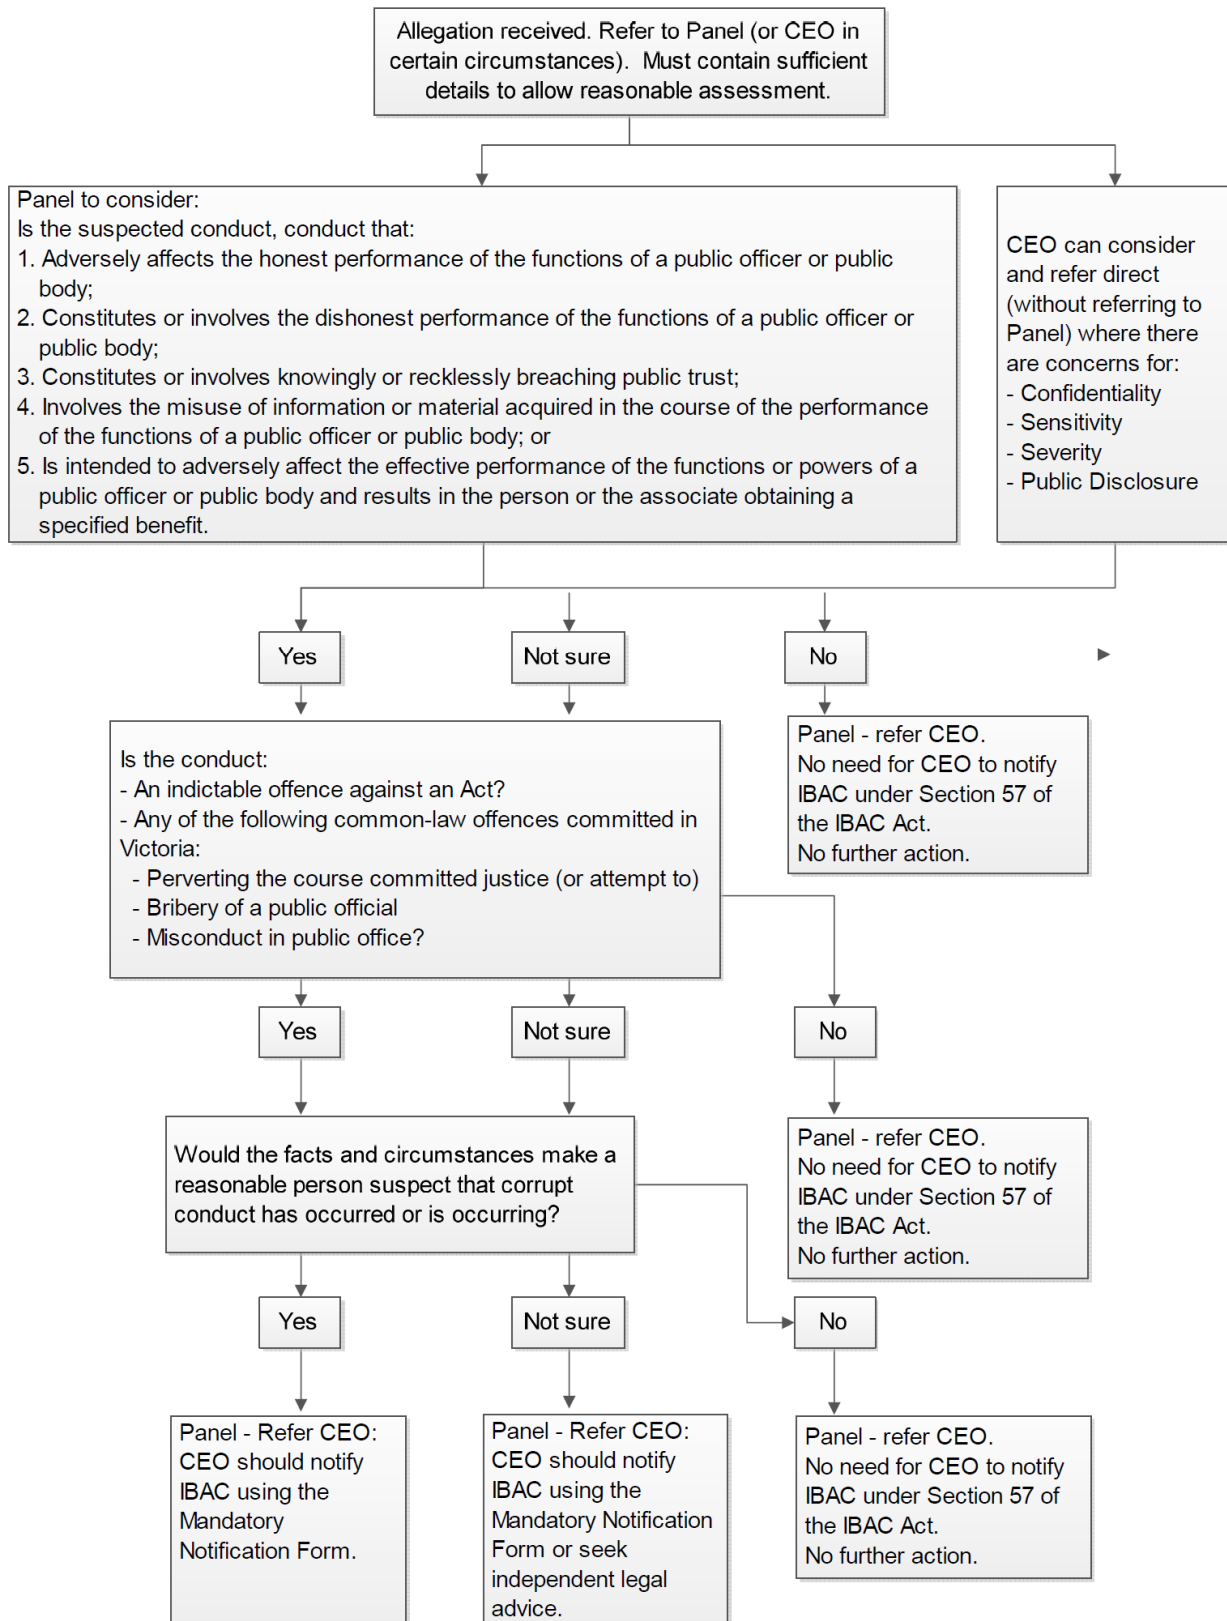 Allegation received. Refer to Panel (or CEO in
certain circumstances).  Must contain sufficient
details to allow reasonable assessment.
Panel to consider:
Is the suspected conduct, conduct that:
1. Adversely affects the honest performance of the functions of a public officer or public
body;
2. Constitutes or involves the dishonest performance of the functions of a public officer or
public body;
3. Constitutes or involves knowingly or recklessly breaching public trust;
4. Involves the misuse of information or material acquired in the course of the performance
of the functions of a public officer or public body; or
5. Is intended to adversely affect the effective performance of the functions or powers of a
public officer or public body and results in the person or the associate obtaining a
specified benefit.
CEO can consider
and refer direct
(without referring to
Panel) where there
are concerns for:
- Confidentiality
- Sensitivity
- Severity
- Public Disclosure
Yes
Not sure
No
Is the conduct:
- An indictable offence against an Act?
- Any of the following common-law offences committed in
Victoria:
- Perverting the course committed justice (or attempt to)
- Bribery of a public official
- Misconduct in public office?
Panel - refer CEO.
No need for CEO to notify
IBAC under Section 57 of
the IBAC Act.
No further action.
Yes
Not sure
No
Would the facts and circumstances make a
reasonable person suspect that corrupt
conduct has occurred or is occurring?
Panel - refer CEO.
No need for CEO to notify
IBAC under Section 57 of
the IBAC Act.
No further action.
Yes
Not sure
No
Panel - Refer CEO:
CEO should notify
IBAC using the
Mandatory
Notification Form.
Panel - Refer CEO:
CEO should notify
IBAC using the
Mandatory Notification
Form or seek
independent legal
advice.
Panel - refer CEO.
No need for CEO to notify
IBAC under Section 57 of
the IBAC Act.
No further action.